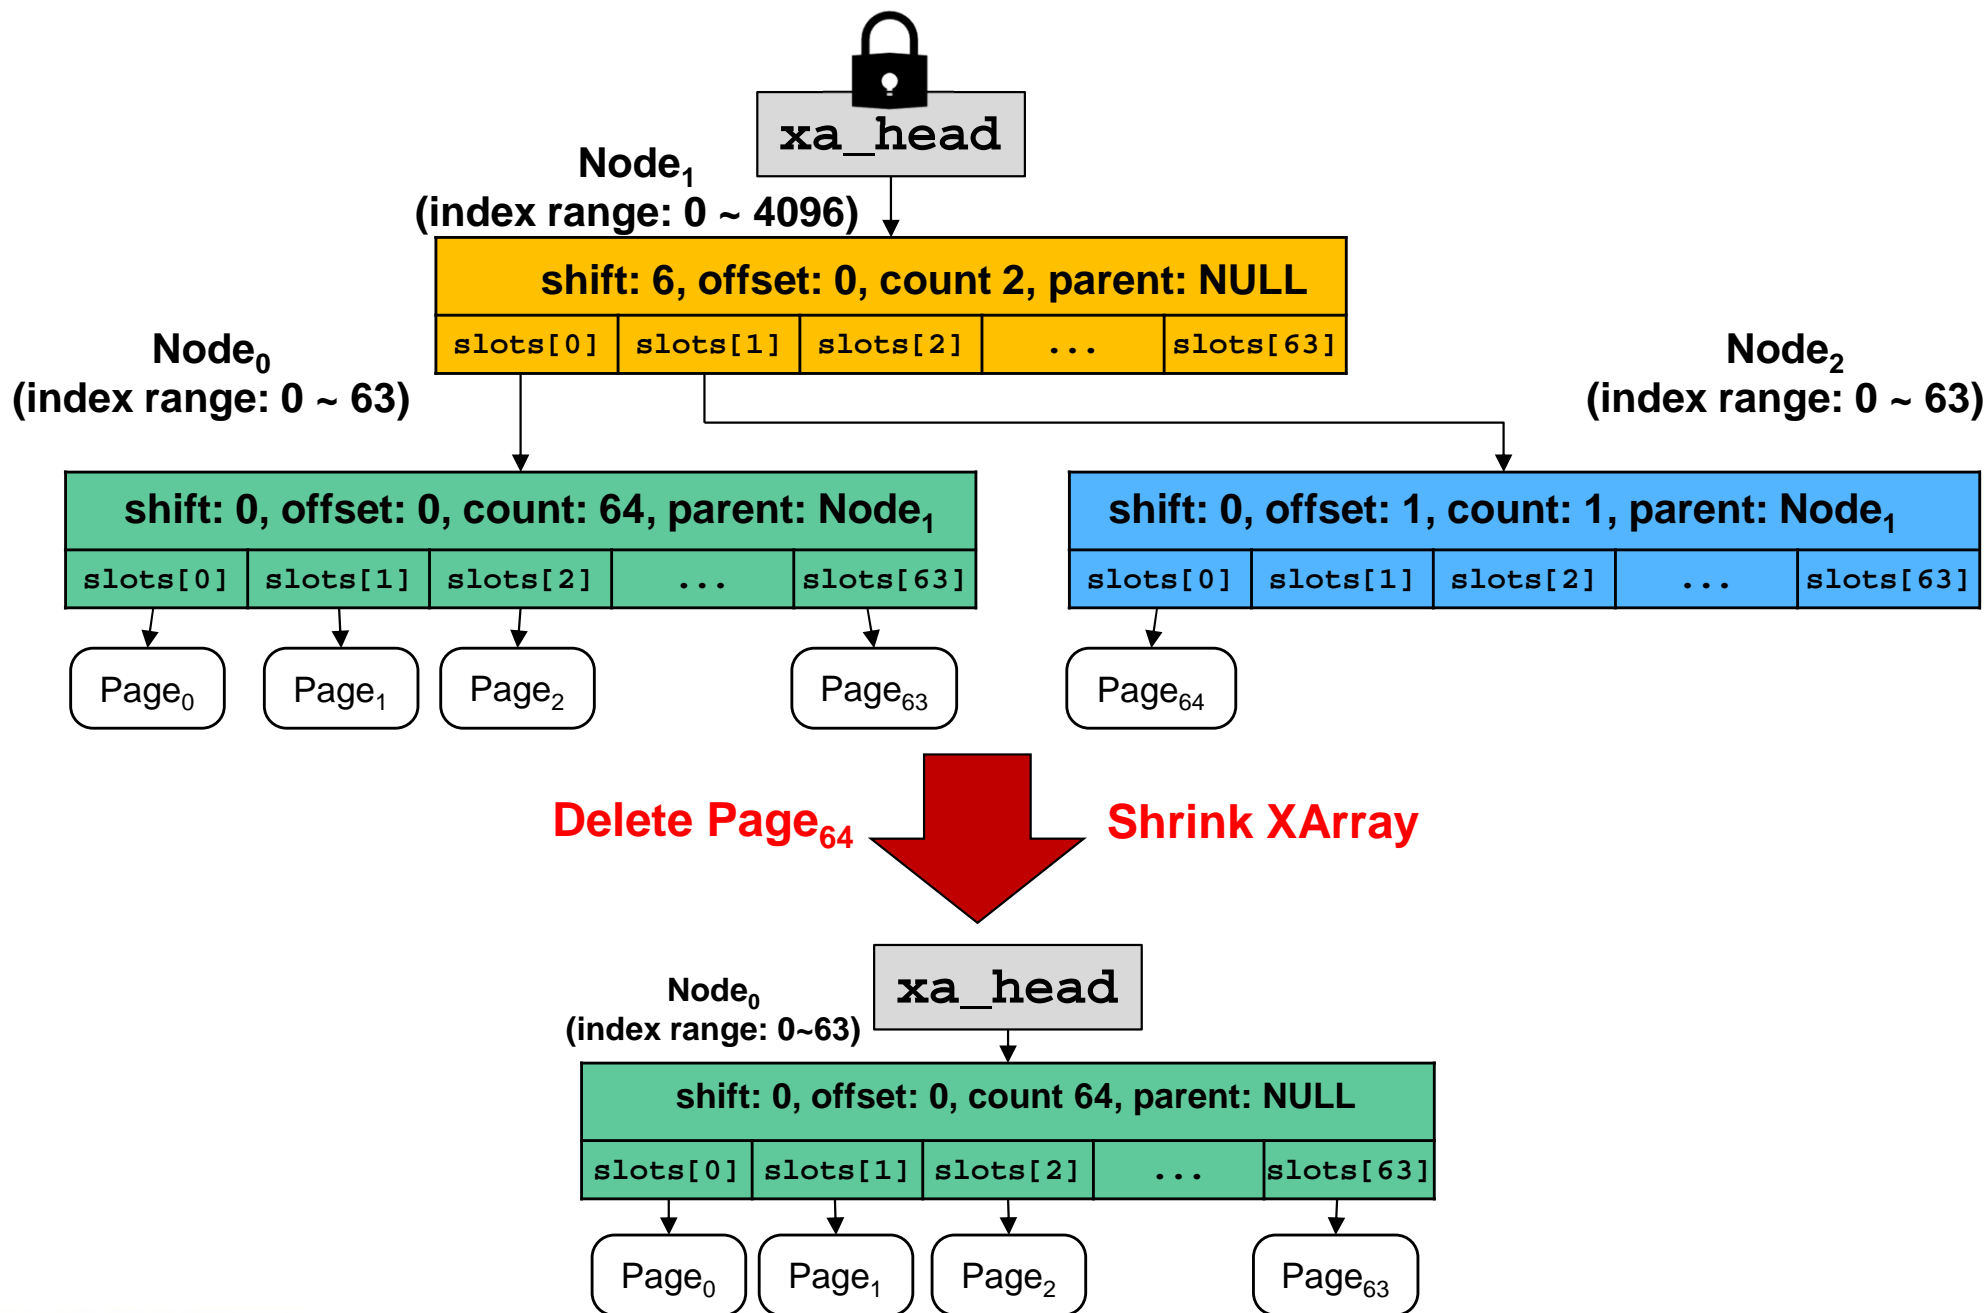 xa_head
Node₁
(index range: 0 ~ 4096)
shift: 6, offset: 0, count 2, parent: NULL
slots[0] slots[1] slots[2] ... slots[63]
Node₀
(index range: 0 ~ 63)
Node₂
(index range: 0 ~ 63)
shift: 0, offset: 0, count: 64, parent: Node₁
slots[0] slots[1] slots[2] ... slots[63]
shift: 0, offset: 1, count: 1, parent: Node₁
slots[0] slots[1] slots[2] ... slots[63]
Page₀ Page₁ Page₂ Page₆₃ Page₆₄
Delete Page₆₄ Shrink XArray
xa_head
Node₀
(index range: 0~63)
shift: 0, offset: 0, count 64, parent: NULL
slots[0] slots[1] slots[2] ... slots[63]
Page₀ Page₁ Page₂ Page₆₃